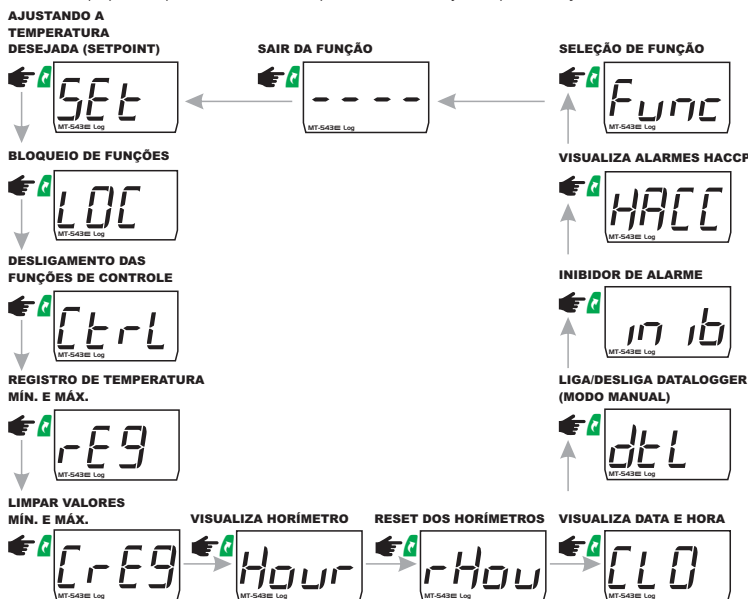 AJUSTANDO A
TEMPERATURA
DESEJADA (SETPOINT)
SEt
MT-543E Log
SAIR DA FUNÇÃO
- - - -
MT-543E Log
SELEÇÃO DE FUNÇÃO
Func
MT-543E Log
BLOQUEIO DE FUNÇÕES
LOC
MT-543E Log
VISUALIZA ALARMES HACCP
HACC
MT-543E Log
DESLIGAMENTO DAS
FUNÇÕES DE CONTROLE
CtrL
MT-543E Log
INIBIDOR DE ALARME
inib
MT-543E Log
REGISTRO DE TEMPERATURA
MÍN. E MÁX.
rEg
MT-543E Log
LIGA/DESLIGA DATALOGGER
(MODO MANUAL)
dtL
MT-543E Log
LIMPAR VALORES
MÍN. E MÁX.
CrEg
MT-543E Log
VISUALIZA HORÍMETRO
Hour
MT-543E Log
RESET DOS HORÍMETROS
rHou
MT-543E Log
VISUALIZA DATA E HORA
CLO
MT-543E Log